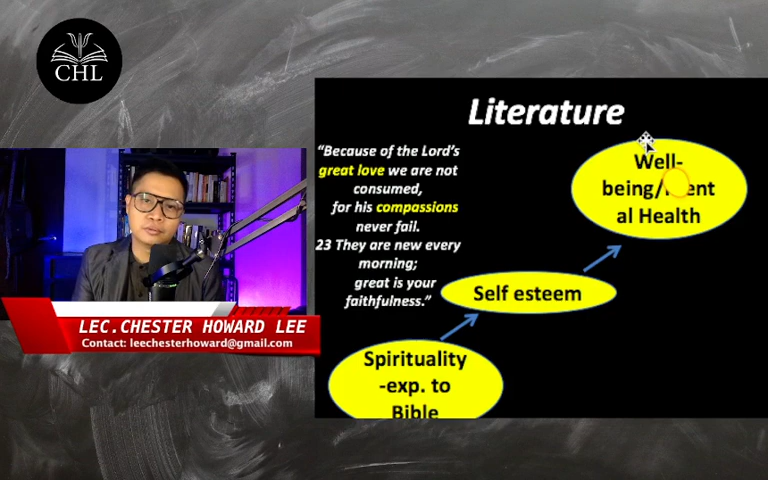 CHL
Literature
“Because of the Lord’s
great love we are not
consumed,
for his compassions
never fail.
23 They are new every
morning;
great is your
faithfulness.”
Well-
being/Ment
al Health
Self esteem
Spirituality
-exp. to
Bible
LEC.CHESTER HOWARD LEE
Contact: leechesterhoward@gmail.com